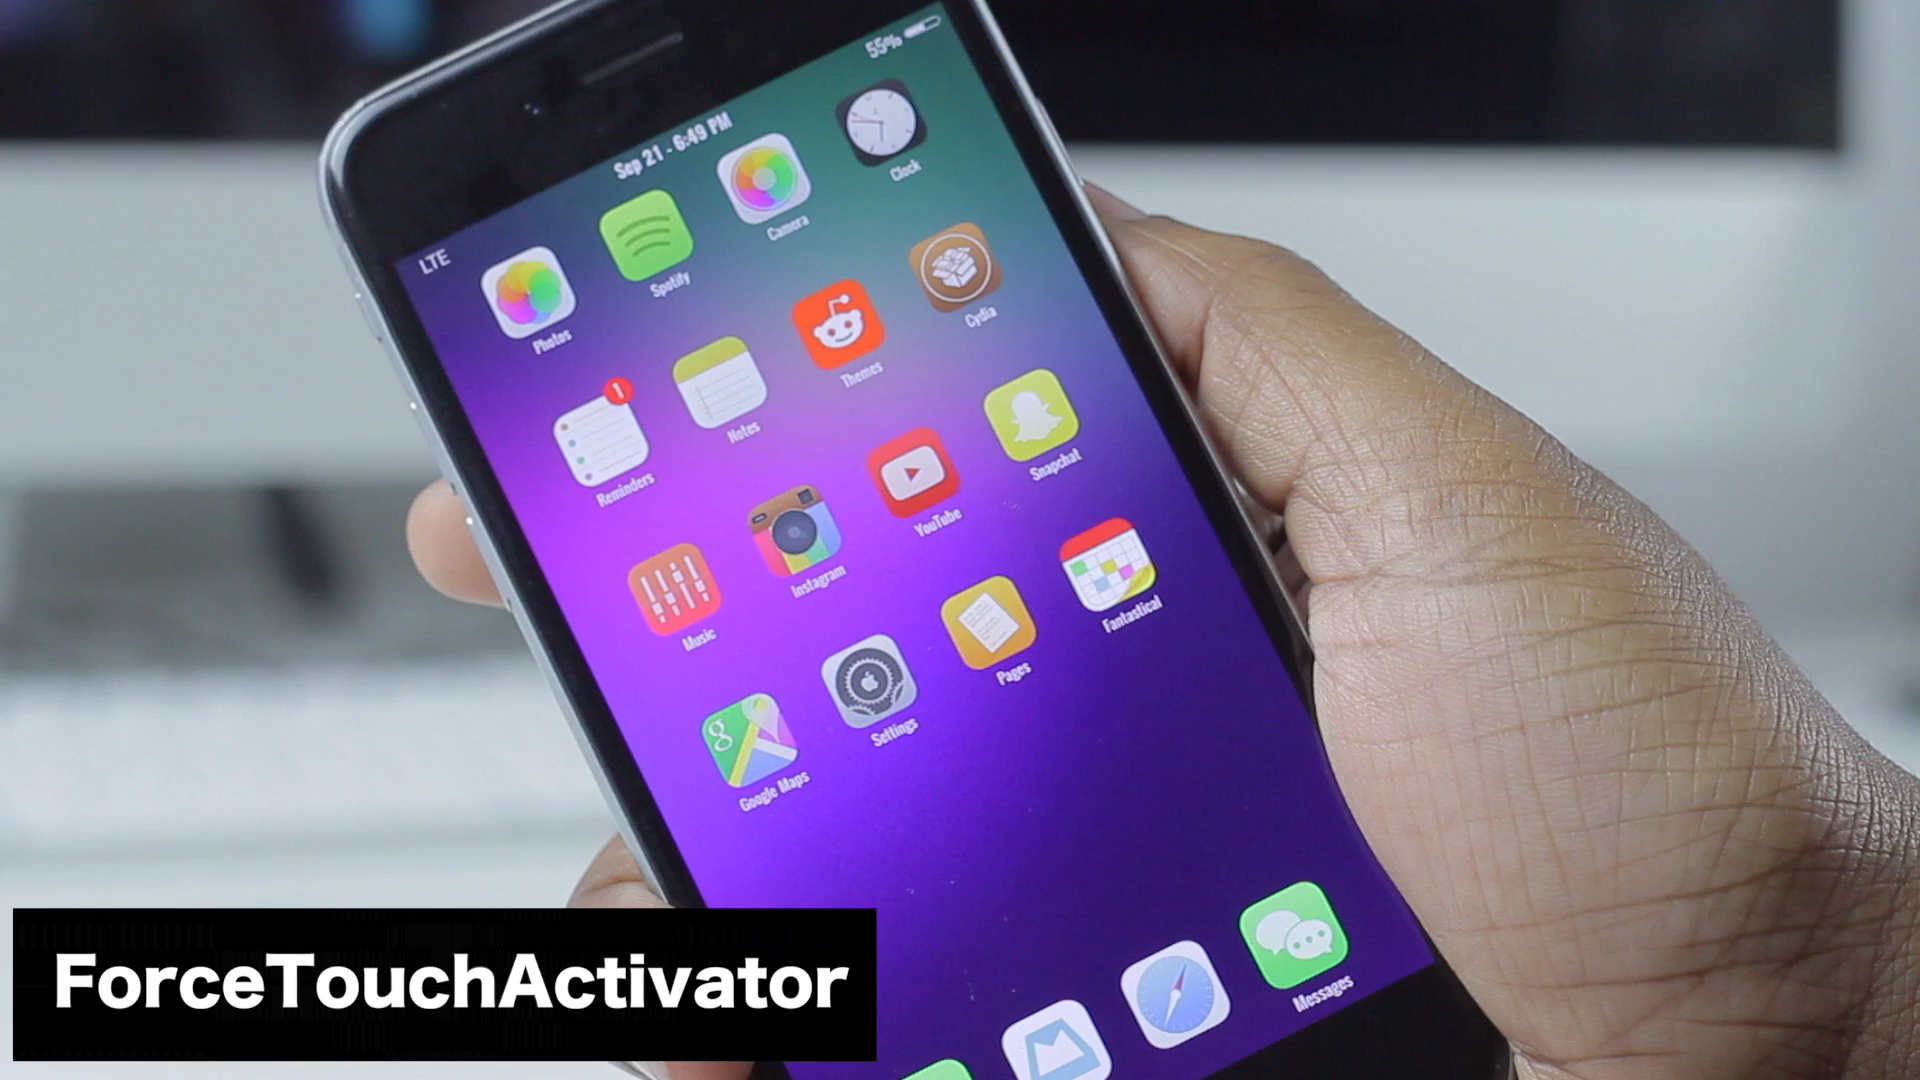 55%
Sep 21 - 6:49 PM
LTE
Photos
Spotify
Camera
Clock
1
Reminders
Notes
Themes
Cydia
Music
Instagram
YouTube
Snapchat
g
Google Maps
Settings
Pages
Fantastical
Messages
ForceTouchActivator